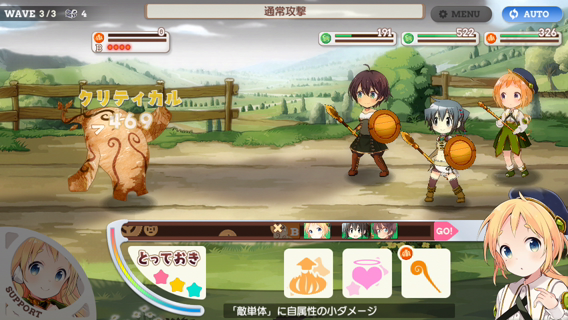 WAVE 3/3 4
通常攻撃
MENU
AUTO
0
B
191
522
326
クリティカル
7469
B
GO!
とっておき
SUPPORT
「敵単体」に自属性の小ダメージ